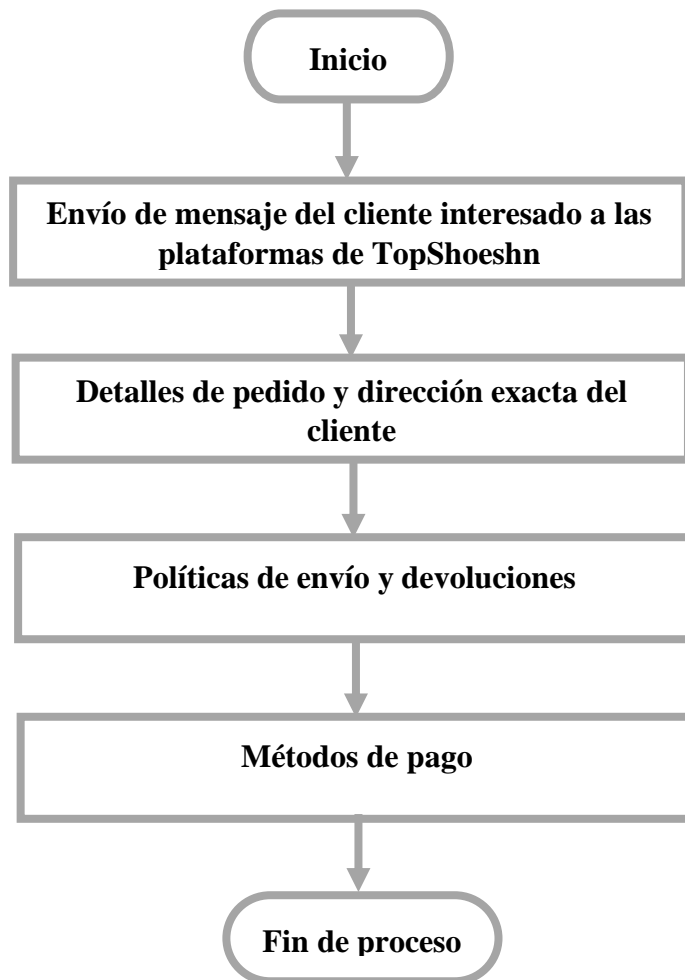 Inicio
Envío de mensaje del cliente interesado a las
plataformas de TopShoeshn
Detalles de pedido y dirección exacta del
cliente
Políticas de envío y devoluciones
Métodos de pago
Fin de proceso